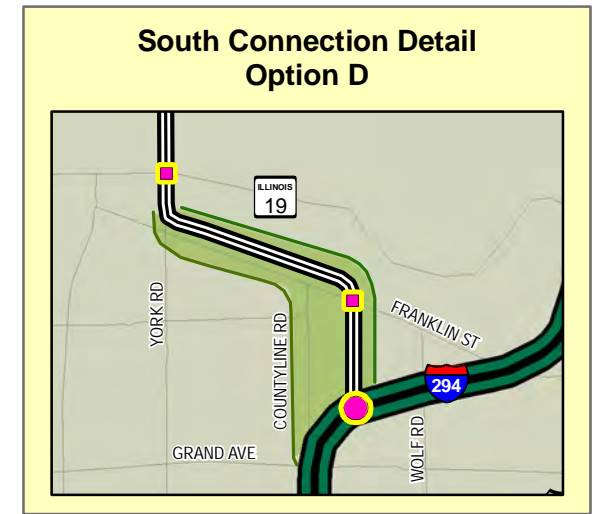 South Connection Detail
Option D
ILLINOIS
19
YORK RD
COUNTYLINE RD
FRANKLIN ST
294
WOLF RD
GRAND AVE